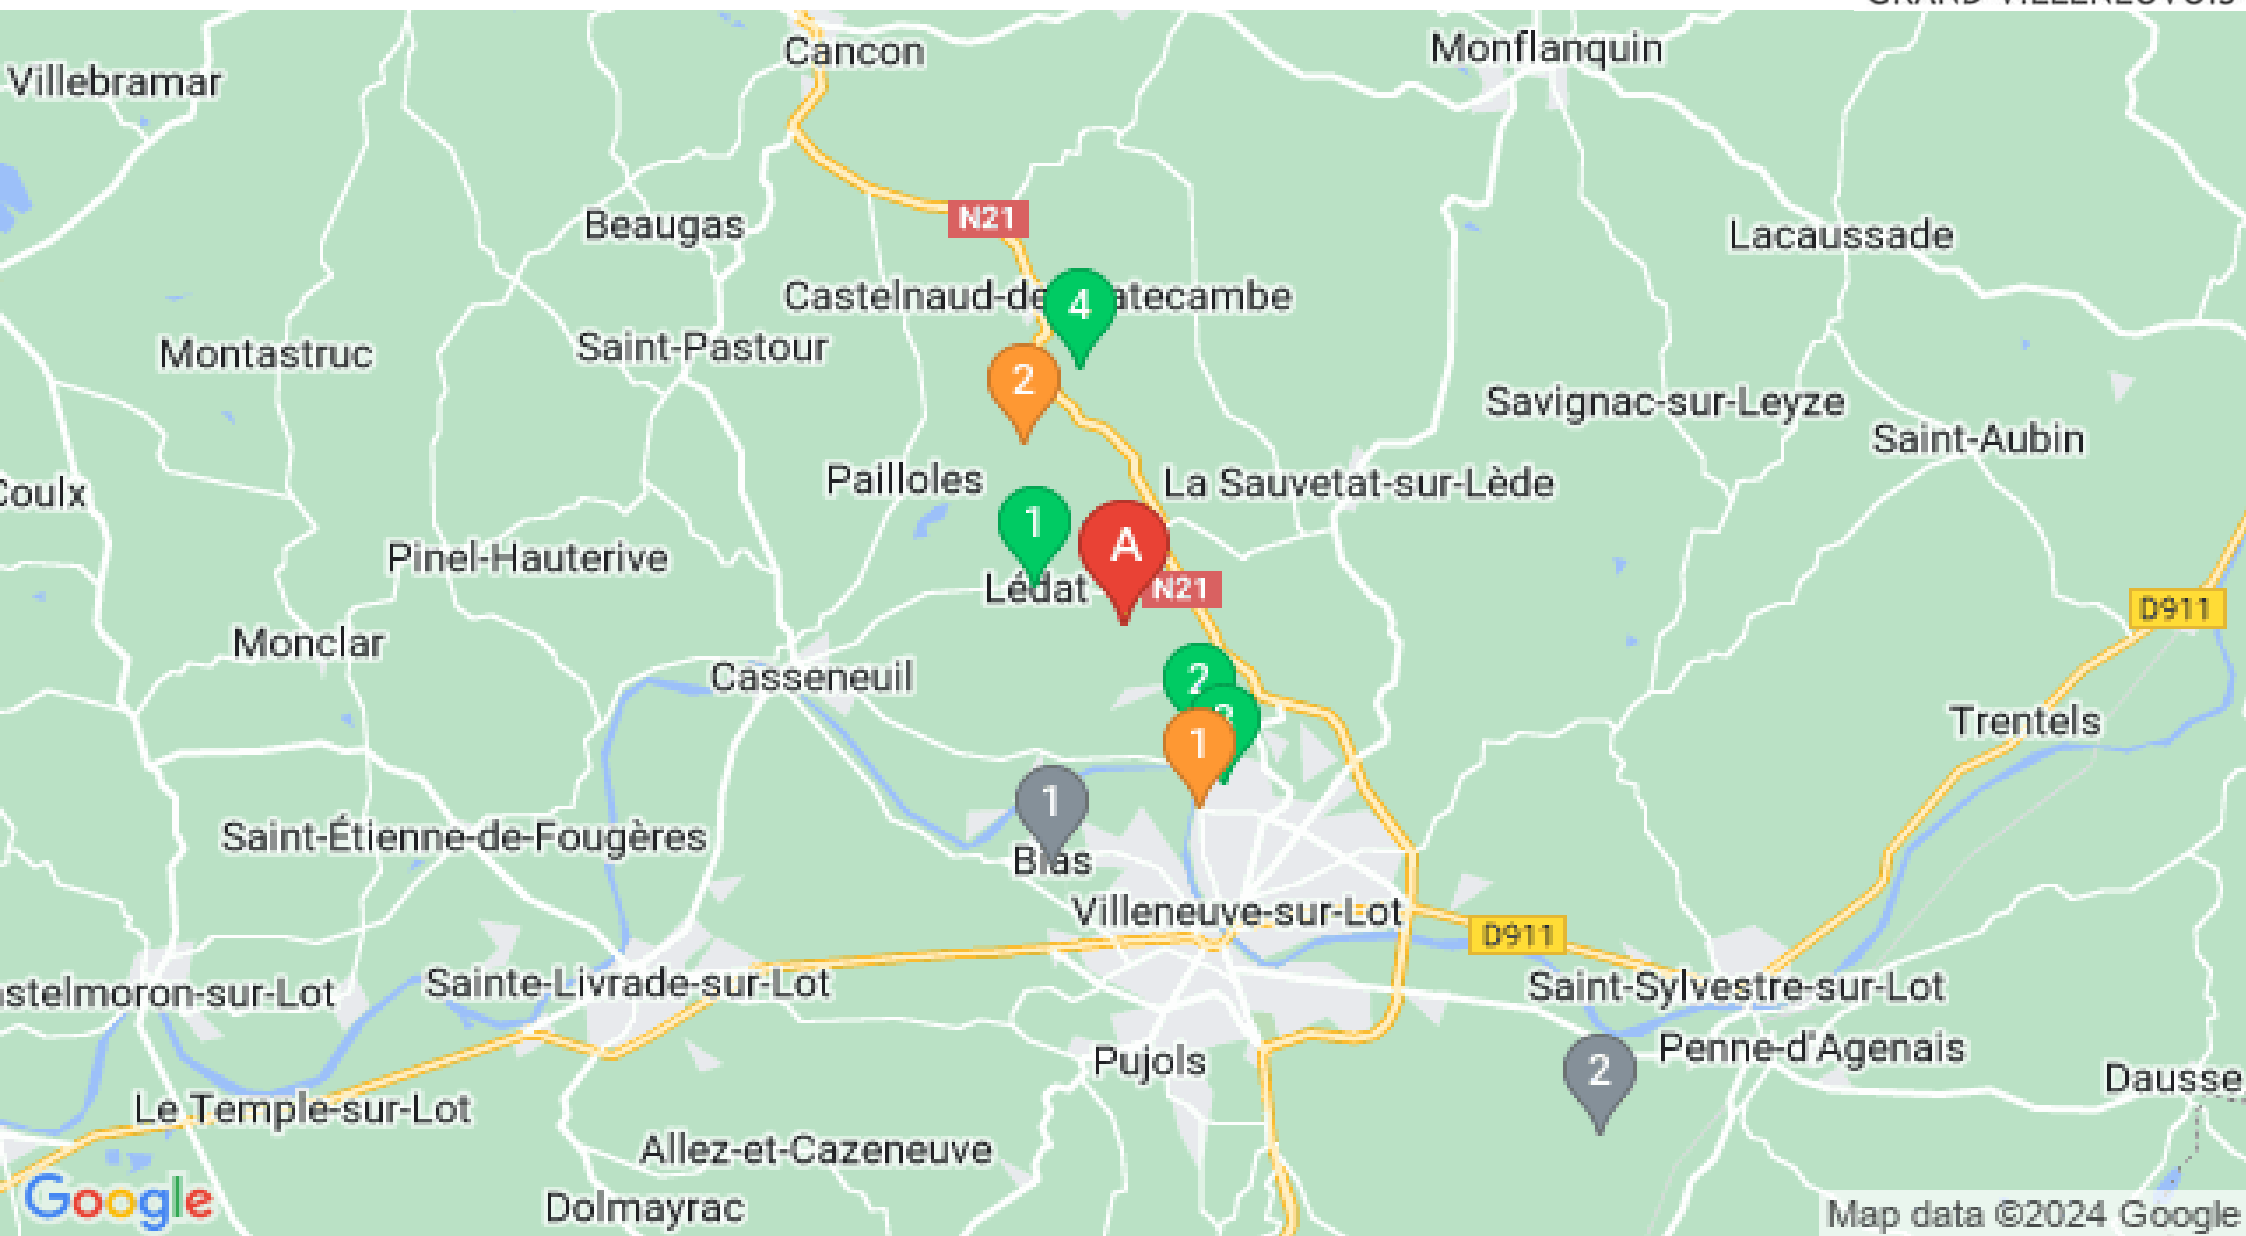 Cancon
Monflanquin
Villebramar
N21
Beaugas
Lacaussade
Castelnaud-de
atecambe
4
Saint-Pastour
Montastruc
2
Savignac-sur-Leyze
Saint-Aubin
Pailloles
La Sauvetat-sur-Lède
Coulx
1
A
Pinel-Hauterive
Lédat
N21
D911
Monclar
Casseneuil
2
Trentels
1
1
Saint-Étienne-de-Fougères
Bias
Villeneuve-sur-Lot
D911
Sainte-Livrade-sur-Lot
Saint-Sylvestre-sur-Lot
astelmoron-sur-Lot
Penne-d'Agenais
Pujols
2
Dausse
Le Temple-sur-Lot
Allez-et-Cazeneuve
Google
Dolmayrac
Map data ©2024 Google